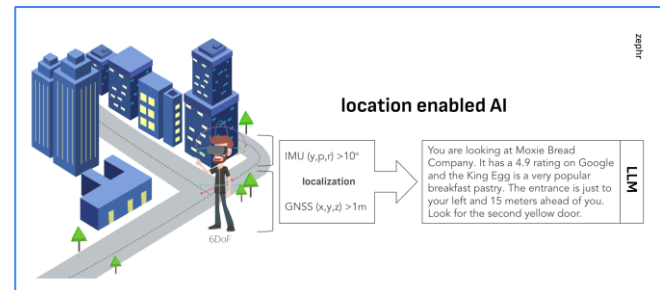 zephr
location enabled AI
IMU (y,p,r) >10°
localization
GNSS (x,y,z) >1m
6DoF
You are looking at Moxie Bread
Company. It has a 4.9 rating on Google
and the King Egg is a very popular
breakfast pastry. The entrance is just to
your left and 15 meters ahead of you.
Look for the second yellow door.
LLM